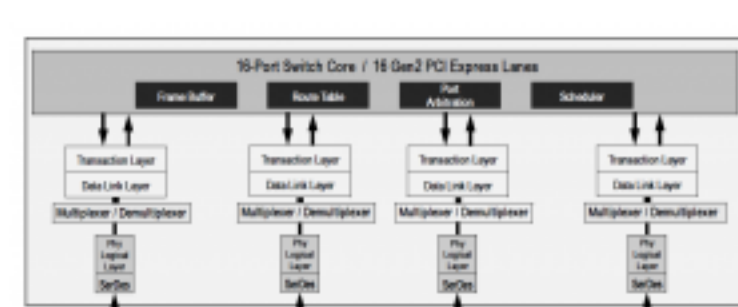 16-Port Switch Core / 16 Gen2 PCI Express Lanes
Frame Buffer
Route Table
Port
Arbitration
Scheduler
Transaction Layer
Data Link Layer
Multiplexer / Demultiplexer
Phy
Logical
Layer
SerDes
Transaction Layer
Data Link Layer
Multiplexer / Demultiplexer
Phy
Logical
Layer
SerDes
Transaction Layer
Data Link Layer
Multiplexer / Demultiplexer
Phy
Logical
Layer
SerDes
Transaction Layer
Data Link Layer
Multiplexer / Demultiplexer
Phy
Logical
Layer
SerDes